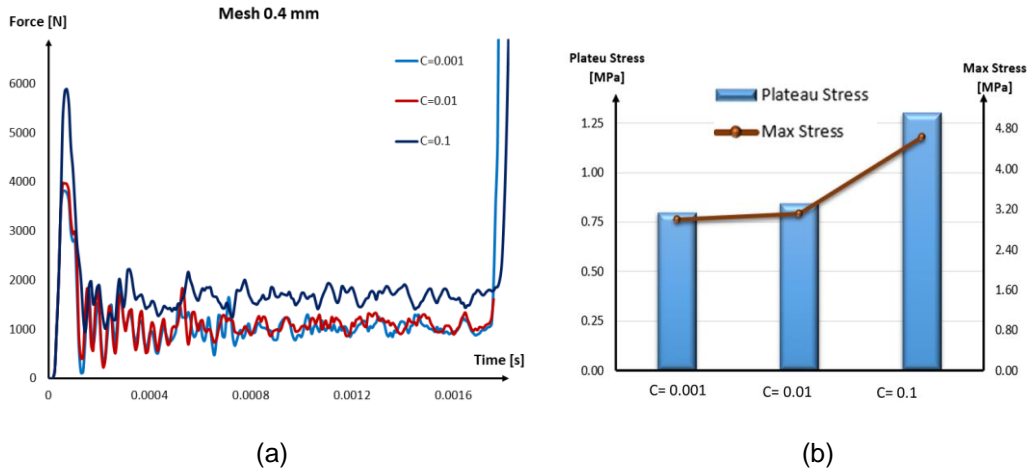 Mesh 0.4 mm
Force [N]
6000
5000
4000
3000
2000
1000
0
C=0.001
C=0.01
C=0.1
Time [s]
0
0.0004
0.0008
0.0012
0.0016
(a)
Plateu Stress
[MPa]
Max Stress
[MPa]
Plateau Stress
Max Stress
1.25
1.00
0.75
0.50
0.25
0.00
4.80
4.00
3.20
2.40
1.60
0.80
0.00
C= 0.001
C= 0.01
C= 0.1
(b)